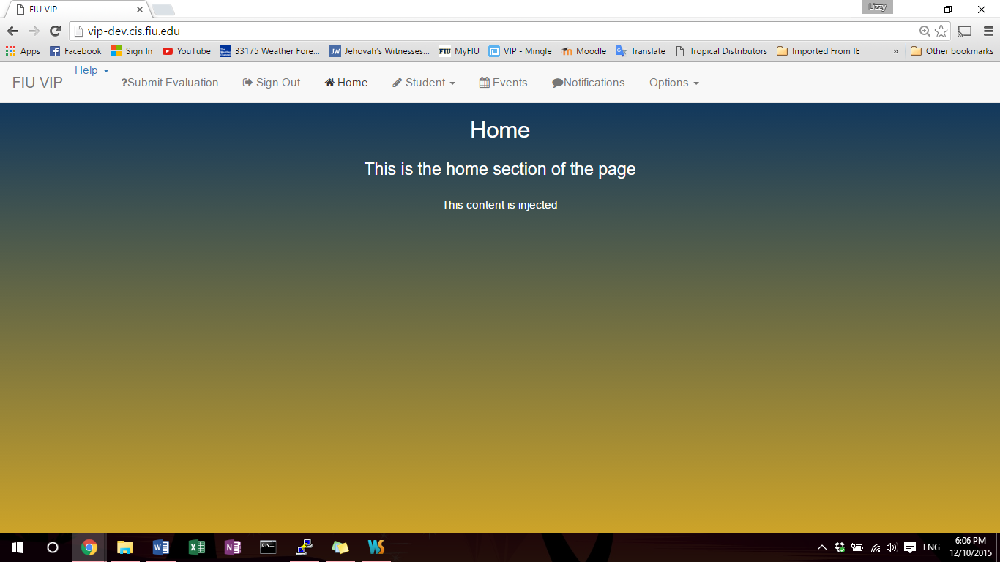 FIU VIP
Lizzy
vip-dev.cis.fiu.edu
Apps Facebook Sign In YouTube 33175 Weather Fore... JW Jehovah's Witnesses... FIU MyFIU VIP - Mingle Moodle Translate Tropical Distributors Imported From IE » Other bookmarks
FIU VIP Help ?Submit Evaluation Sign Out Home Student Events Notifications Options
Home
This is the home section of the page
This content is injected
ENG 6:06 PM
12/10/2015